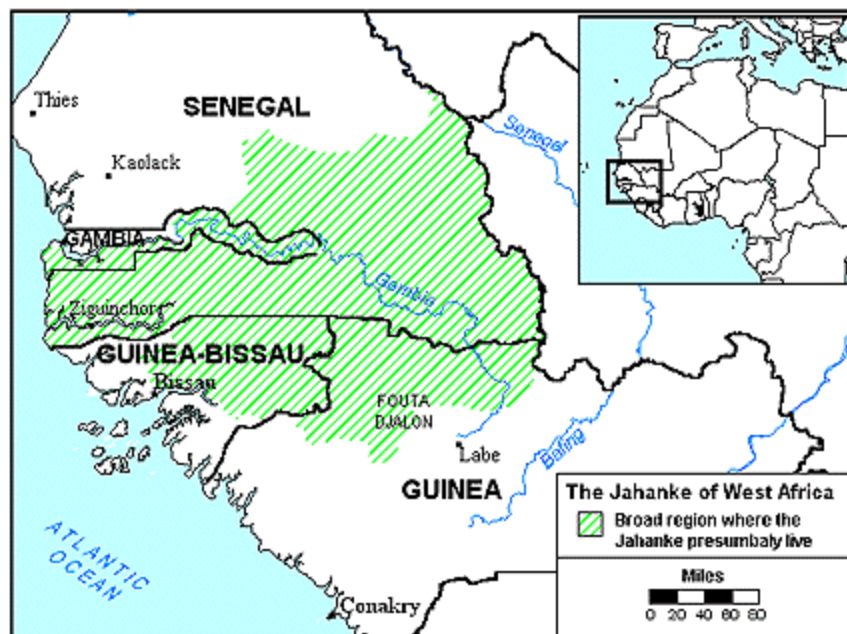 SENEGAL
Thies
Senegal
Kaolack
GAMBIA
Gambia
Ziguinchor
GUINEA-BISSAU
Bissau
FOUTA
DJALON
Labe
Bafing
GUINEA
ATLANTIC
OCEAN
Conakry
The Jahanke of West Africa
Broad region where the
Jahanke presumbaly live
Miles
0 20 40 60 80